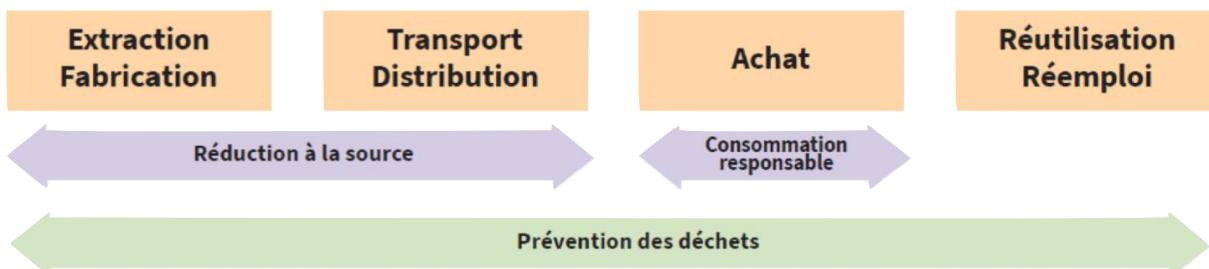 Extraction
Fabrication
Transport
Distribution
Achat
Réutilisation
Réemploi
Réduction à la source
Consommation
responsable
Prévention des déchets